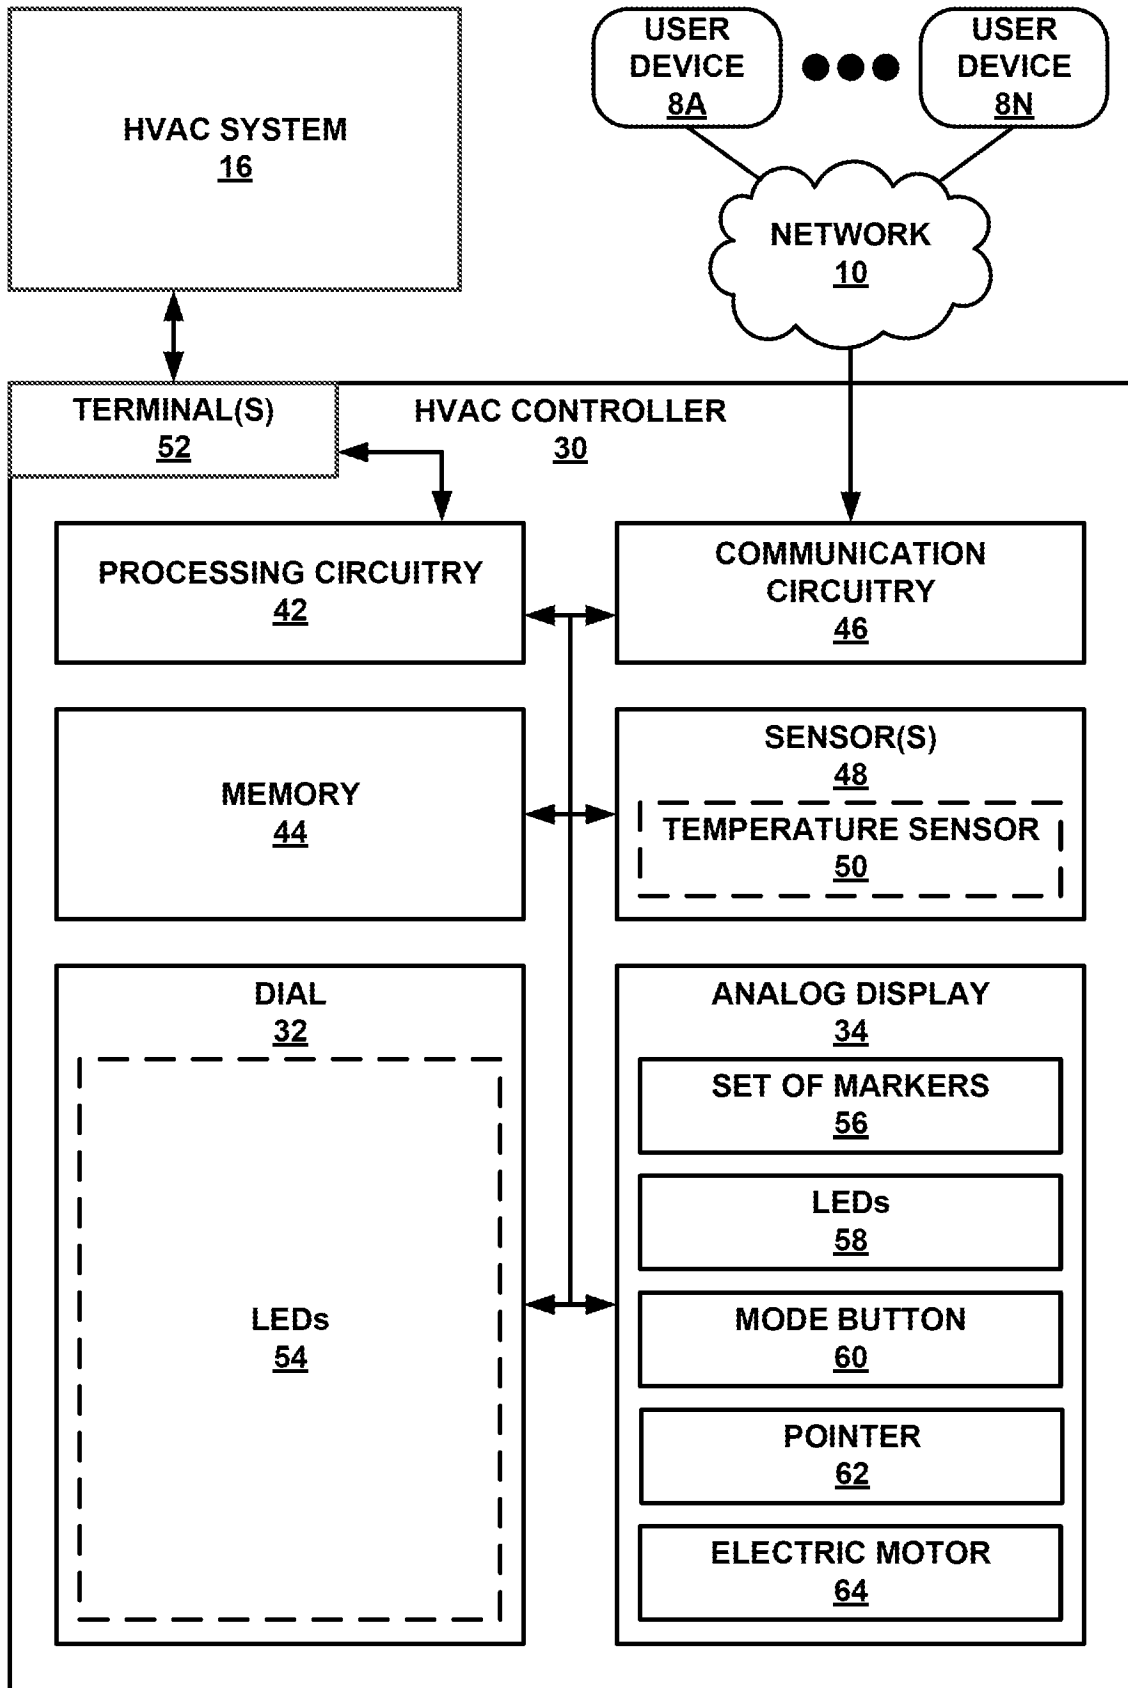 HVAC SYSTEM
16
USER
DEVICE
8A
USER
DEVICE
8N
NETWORK
10
TERMINAL(S)
52
HVAC CONTROLLER
30
PROCESSING CIRCUITRY
42
COMMUNICATION
CIRCUITRY
46
MEMORY
44
SENSOR(S)
48
TEMPERATURE SENSOR
50
DIAL
32
LEDs
54
ANALOG DISPLAY
34
SET OF MARKERS
56
LEDs
58
MODE BUTTON
60
POINTER
62
ELECTRIC MOTOR
64